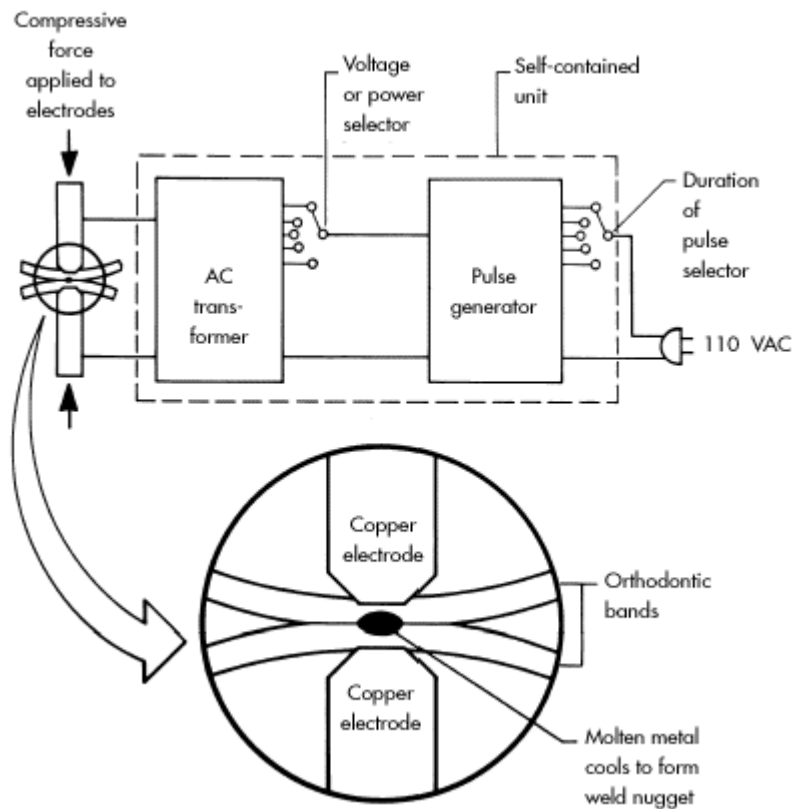 Compressive
force
applied to
electrodes
Voltage
or power
selector
Self-contained
unit
Duration
of
pulse
selector
AC
trans-
former
Pulse
generator
110 VAC
Copper
electrode
Orthodontic
bands
Copper
electrode
Molten metal
cools to form
weld nugget